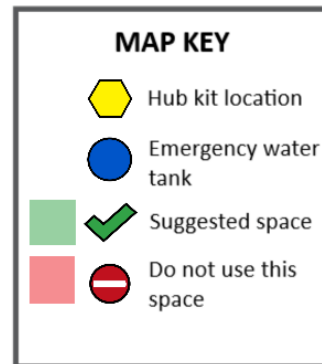 MAP KEY
Hub kit location
Emergency water
tank
Suggested space
Do not use this
space